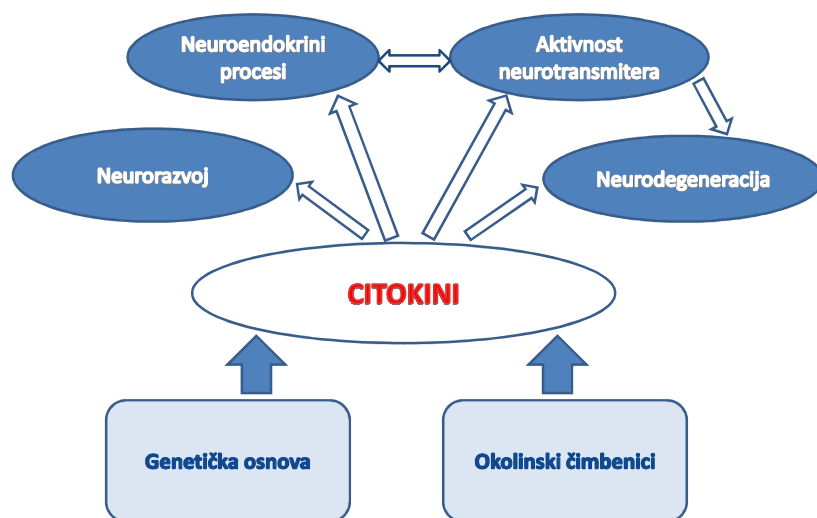 Neuroendokrini
procesi
Aktivnost
neurotransmitera
Neurorazvoj
Neurodegeneracija
CITOKINI
Genetička osnova
Okolinski čimbenici